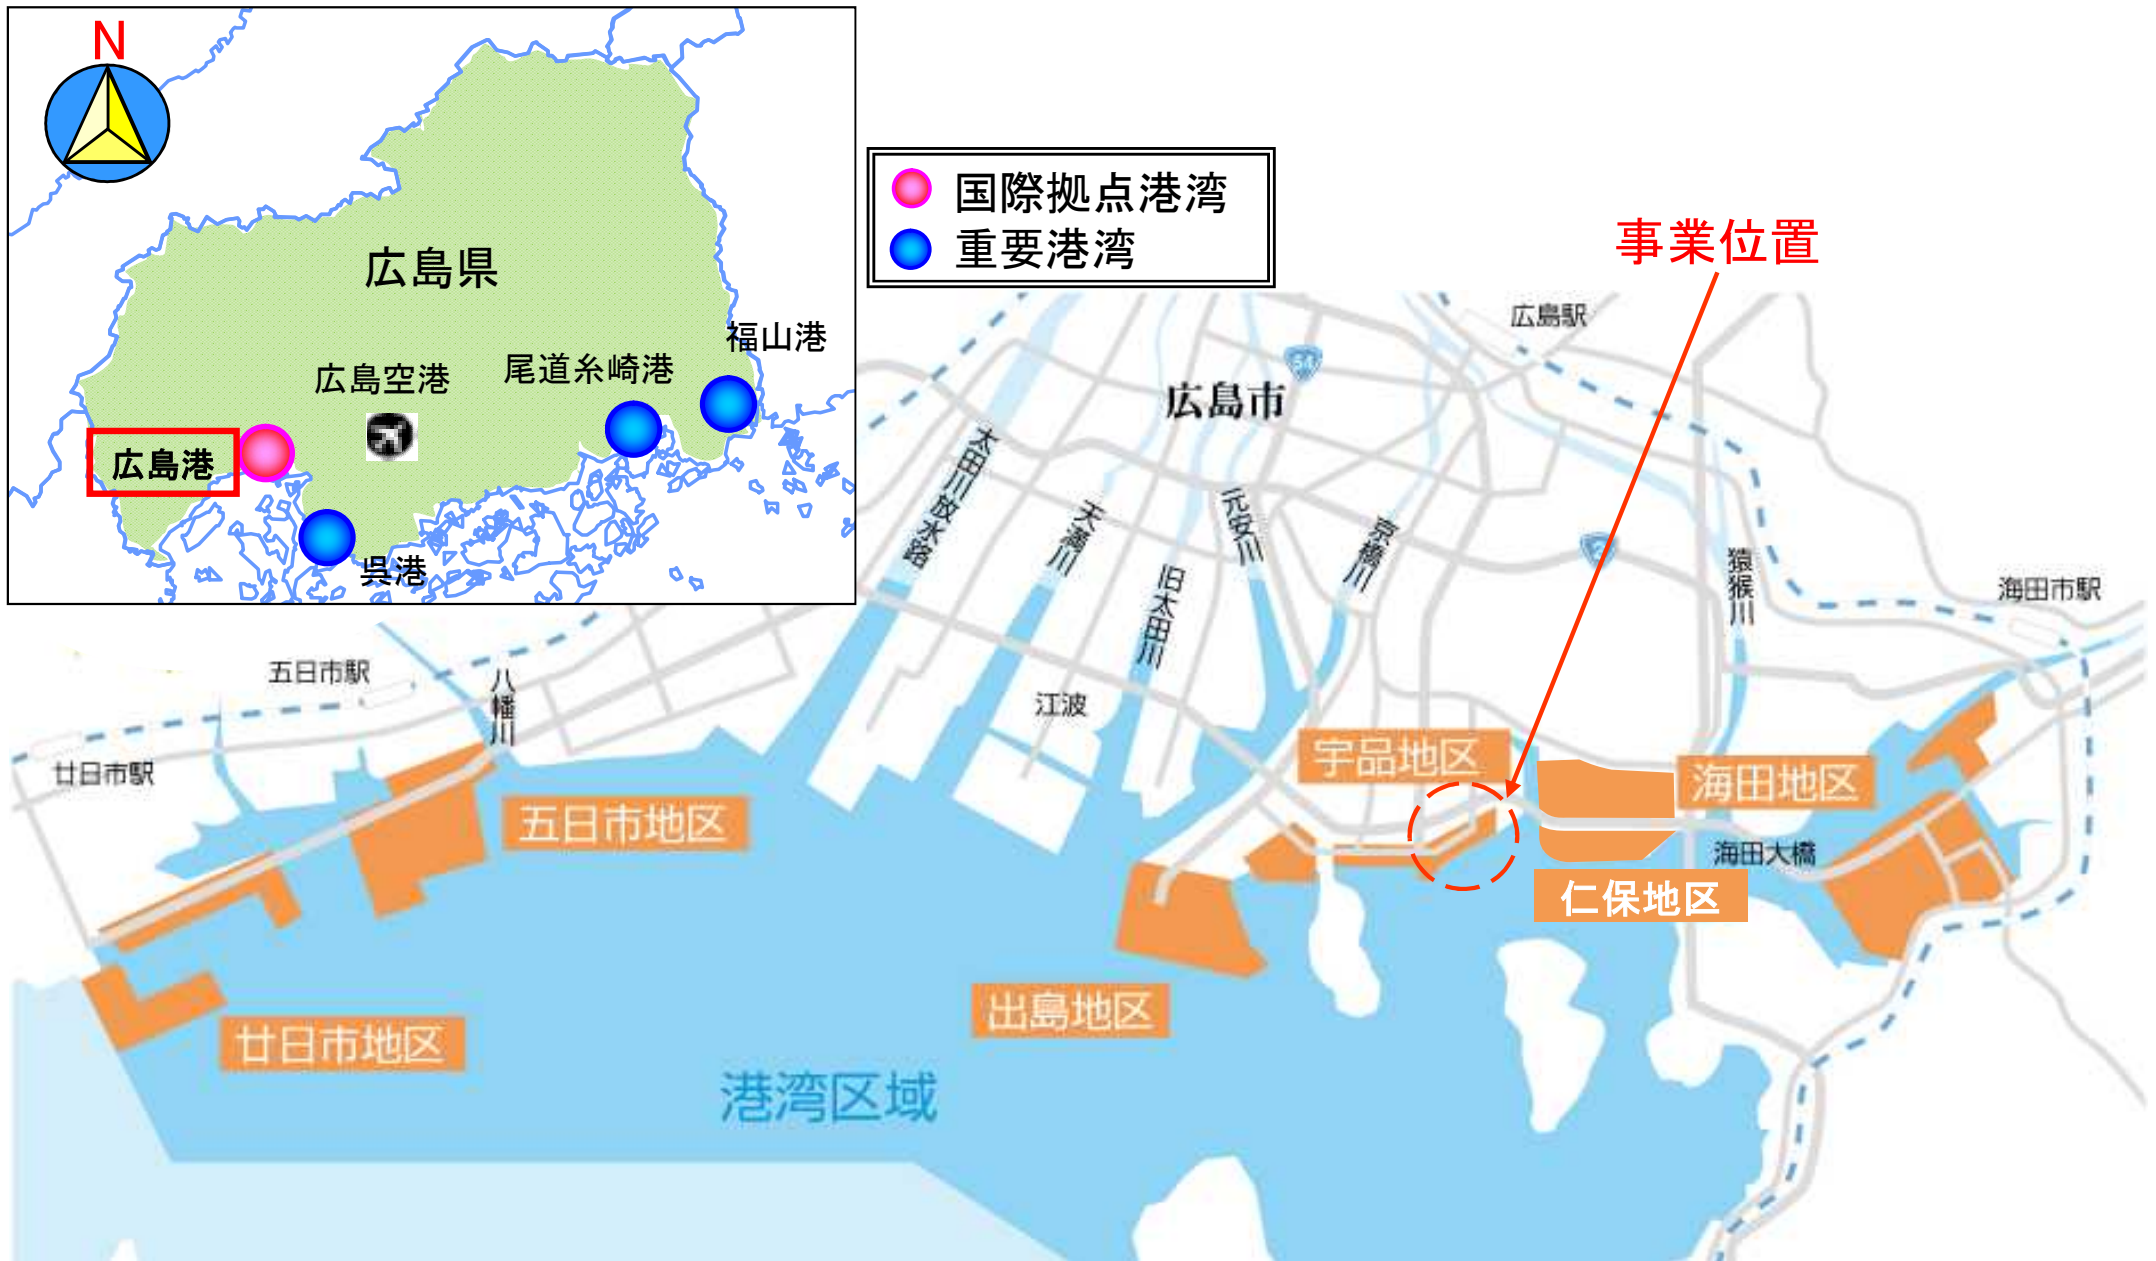 N
広島県
福山港
尾道糸崎港
広島空港
広島港
呉港
国際拠点港湾
重要港湾
事業位置
広島駅
54
広島市
太田川放水路
天満川
旧太田川
元安川
京橋川
猿猴川
海田市駅
五日市駅
八幡川
廿日市駅
江波
宇品地区
海田地区
五日市地区
海田大橋
仁保地区
出島地区
廿日市地区
港湾区域